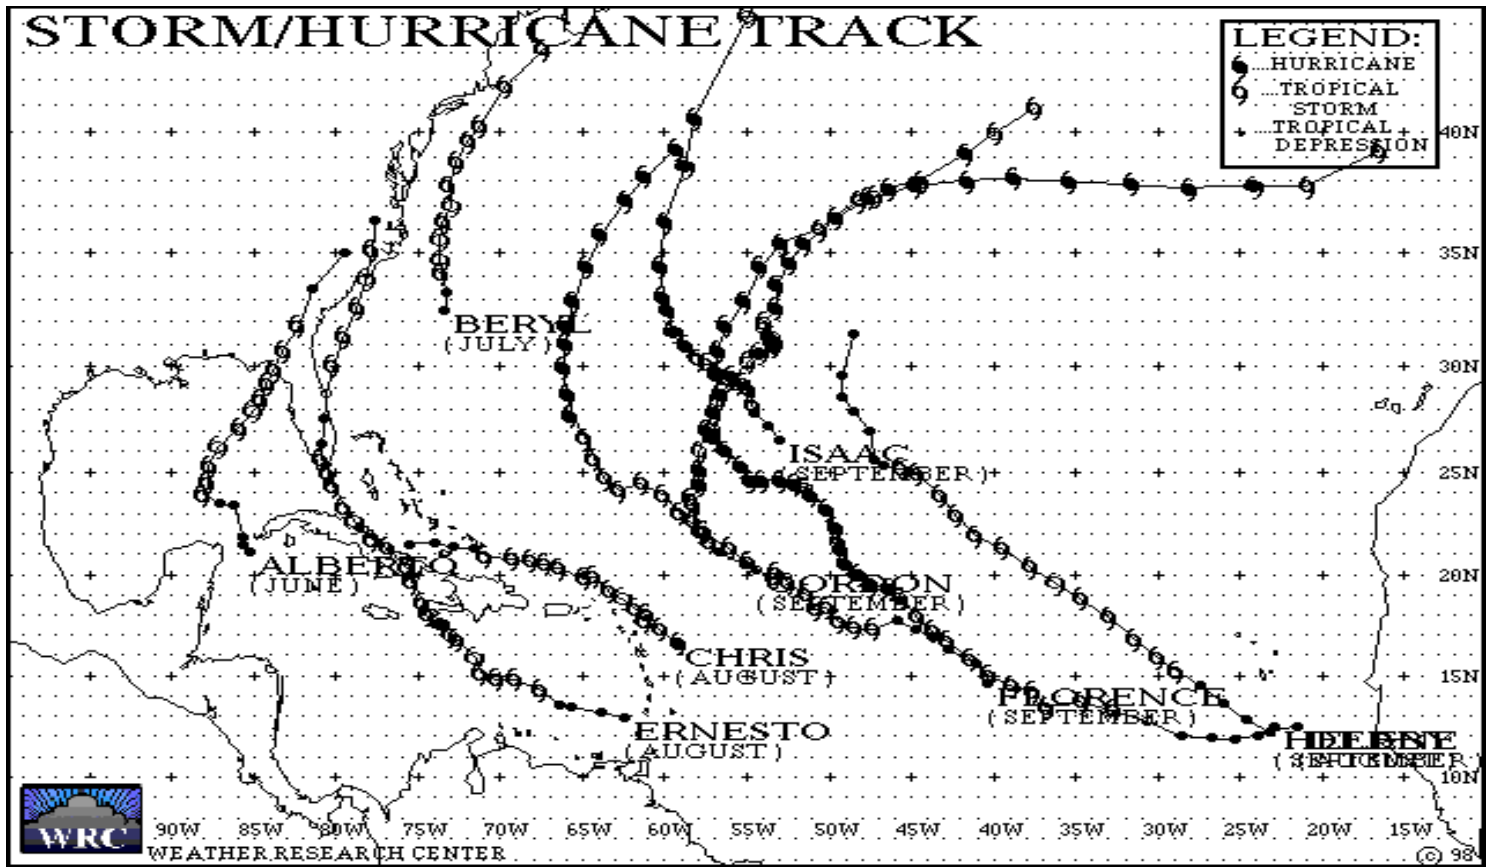 STORM/HURRICANE TRACK
LEGEND:
...HURRICANE
...TROPICAL
STORM
...TROPICAL
DEPRESSION
40N
35N
BERYL
(JULY)
30N
ISAAC
(SEPTEMBER)
25N
ALBERTO
(JUNE)
GORDON
(SEPTEMBER)
20N
CHRIS
(AUGUST)
15N
FLORENCE
(SEPTEMBER)
ERNESTO
(AUGUST)
10N
WRC
90W 85W 80W 75W 70W 65W 60W 55W 50W 45W 40W 35W 30W 25W 20W 15W
WEATHER RESEARCH CENTER
© 98